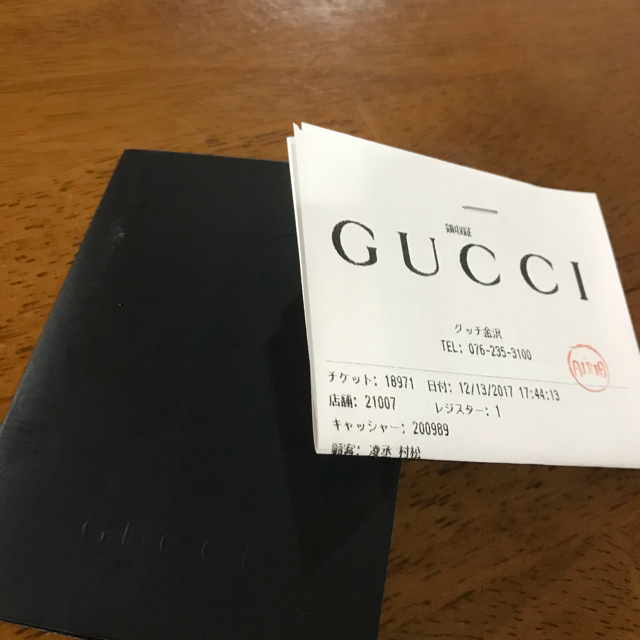 領収証
GUCCI
グッチ金沢
TEL: 076-235-3100
チケット: 18971 日付: 12/13/2017 17:44:13
店舗: 21007 レジスター: 1
キャッシャー: 200989
顧客: 凌丞 村松
GUCCI